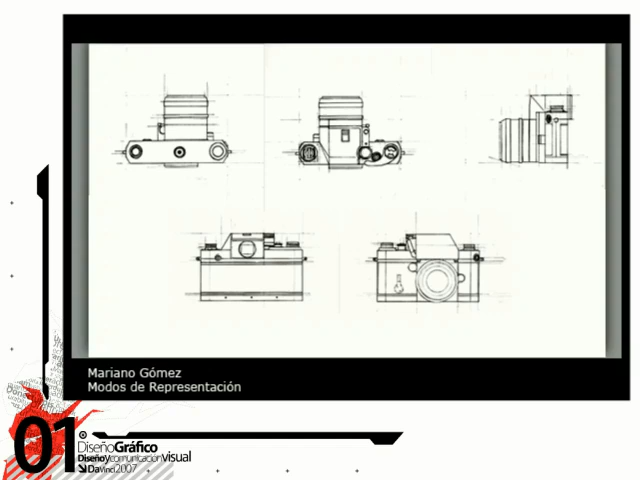 Mariano Gómez
Modos de Representación
01
DiseñoGráfico
Diseñoycomunicaciónvisual
DaVinci2007